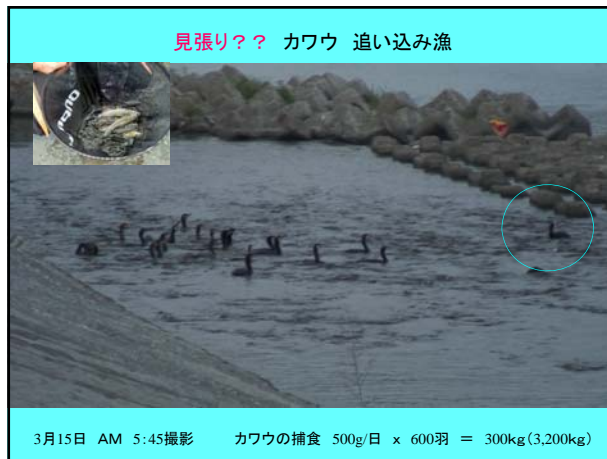 見張り？？ カワウ 追い込み漁
3月15日 AM 5:45撮影 カワウの捕食 500g/日 x 600羽 = 300kg(3,200kg)